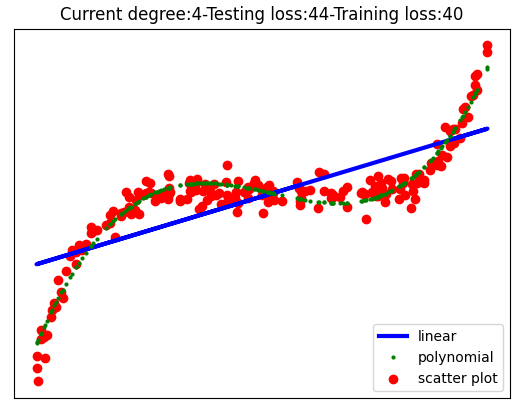 Current degree:4-Testing loss:44-Training loss:40
linear
polynomial
scatter plot